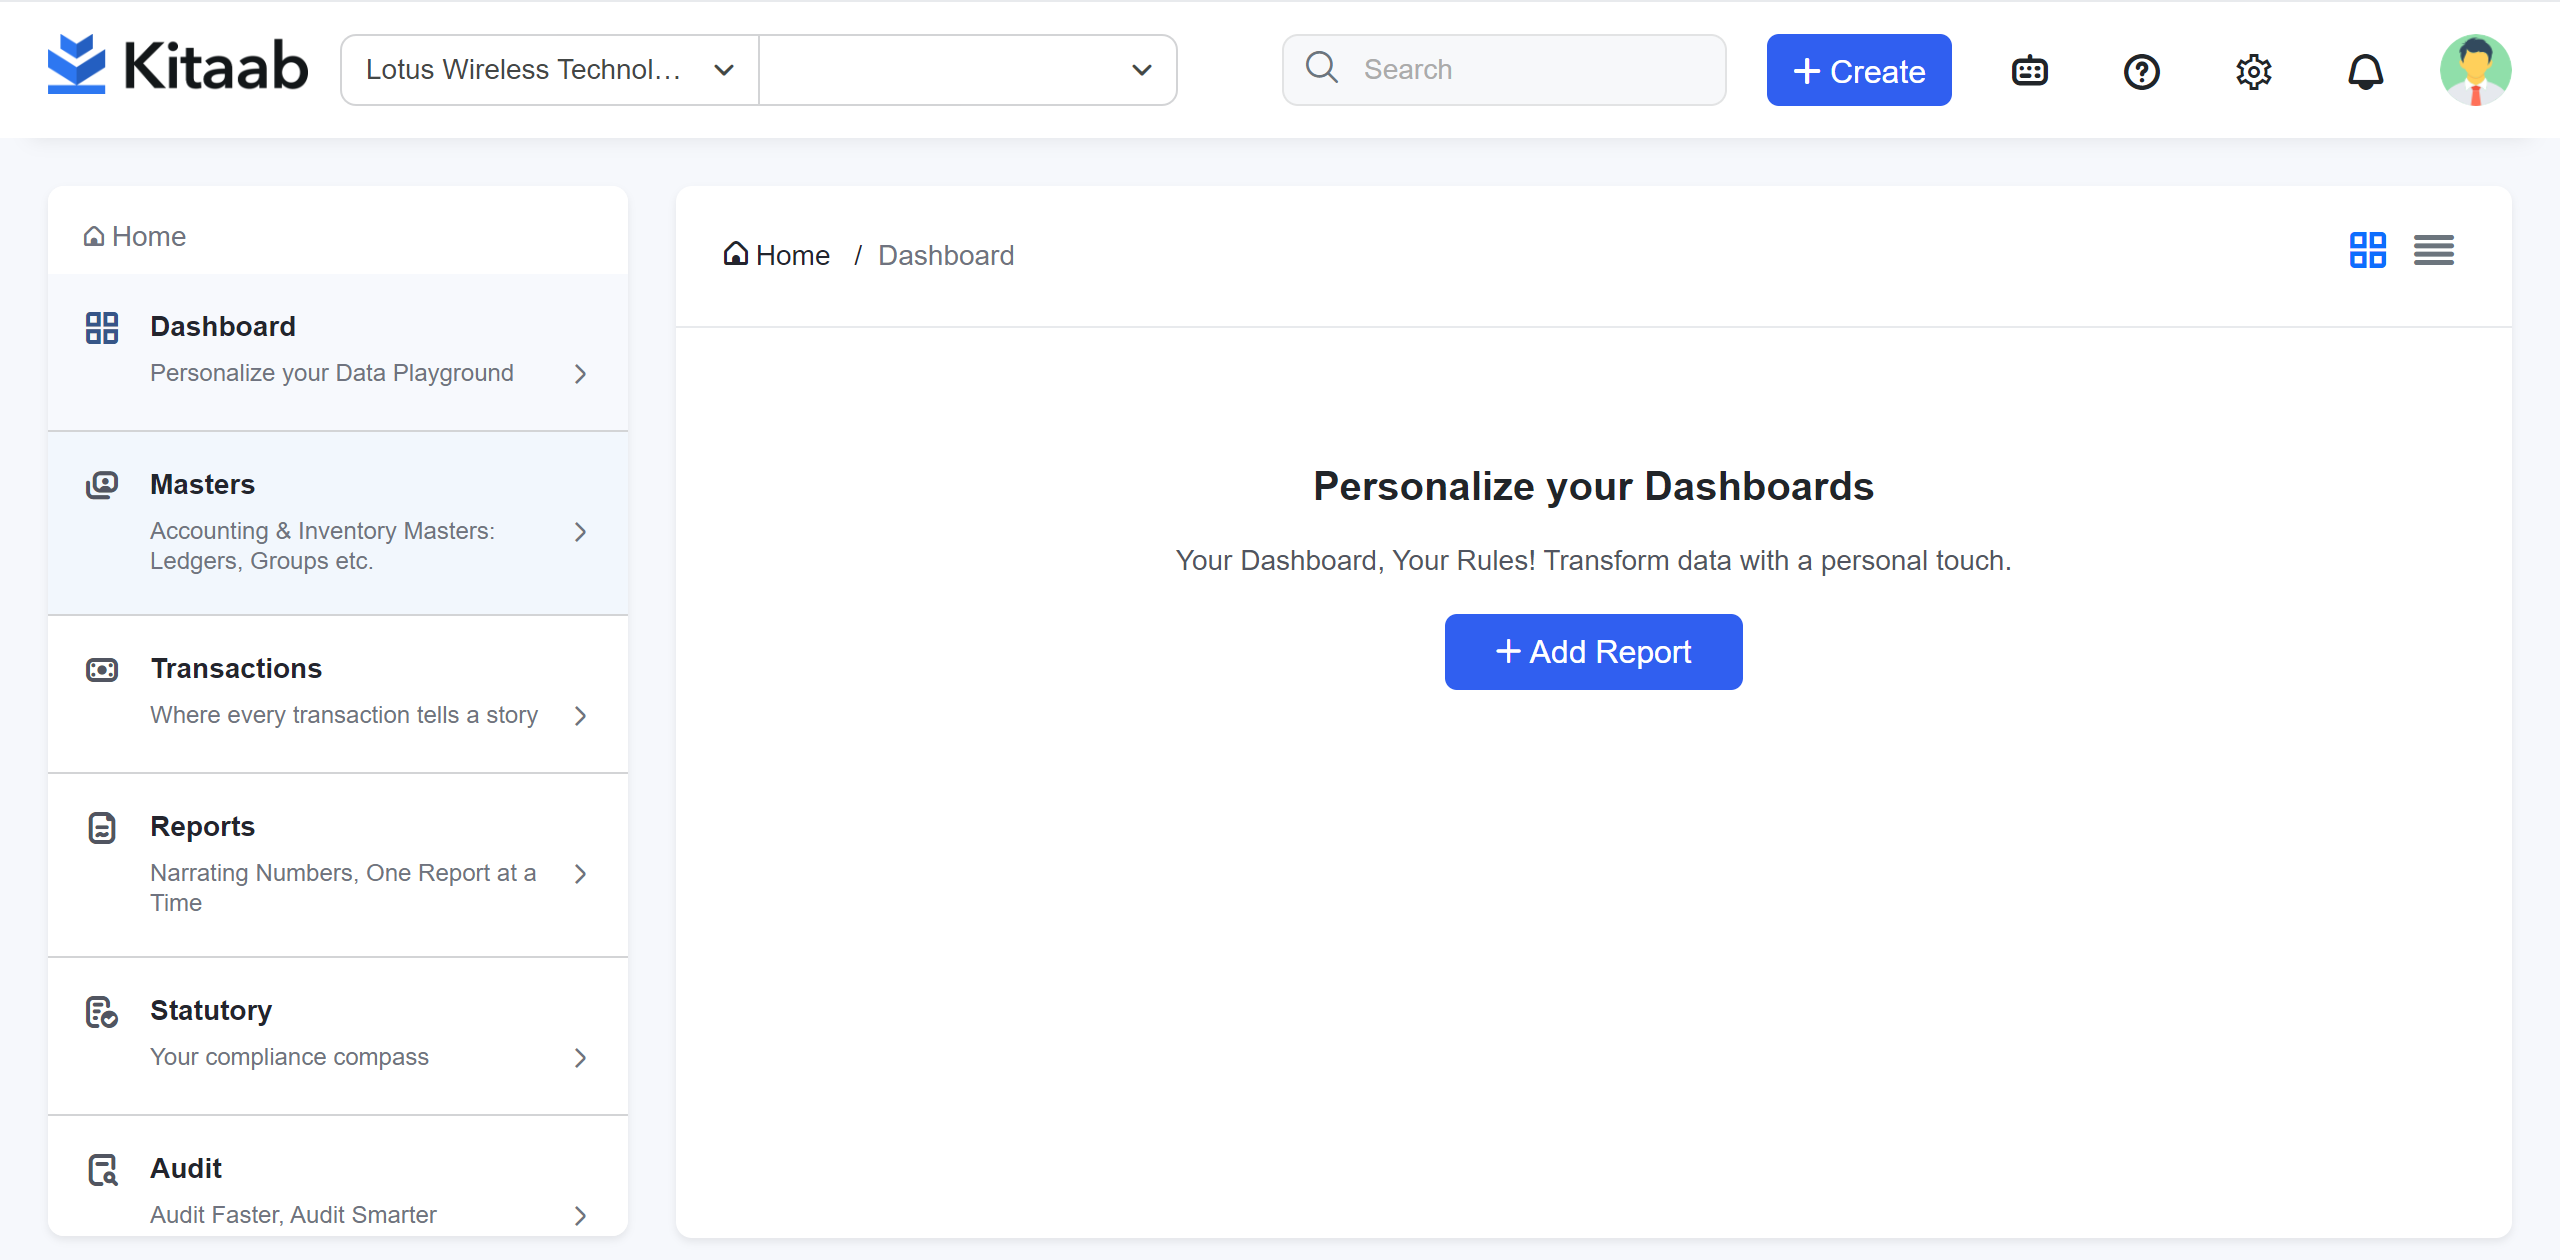 Kitaab
Lotus Wireless Technol...
Search
+ Create
Home
Dashboard
Personalize your Data Playground
Masters
Accounting & Inventory Masters:
Ledgers, Groups etc.
Transactions
Where every transaction tells a story
Reports
Narrating Numbers, One Report at a
Time
Statutory
Your compliance compass
Audit
Audit Faster, Audit Smarter
Home / Dashboard
Personalize your Dashboards
Your Dashboard, Your Rules! Transform data with a personal touch.
+ Add Report